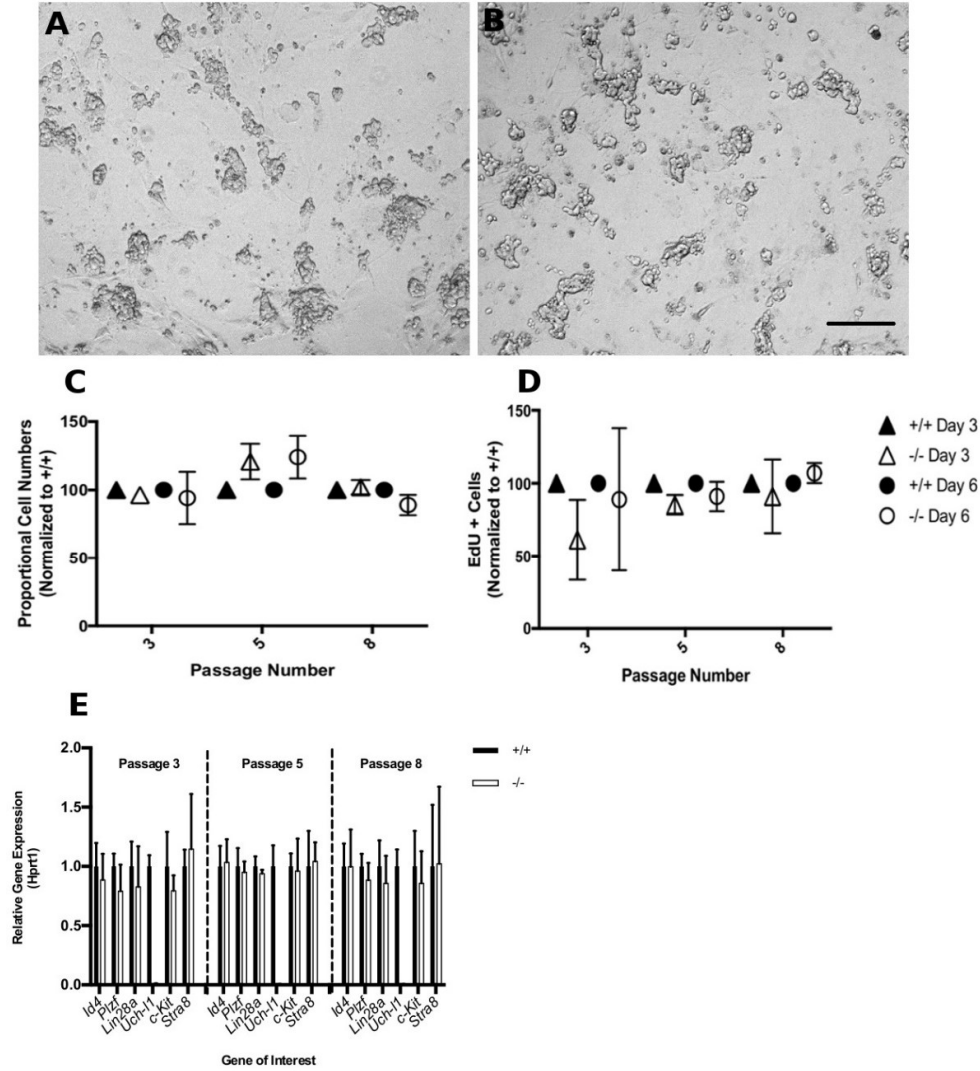 A
B
C
D
150
100
50
0
Proportional Cell Numbers
(Normalized to +/+)
3
5
8
Passage Number
150
100
50
0
EdU + Cells
(Normalized to +/+)
3
5
8
Passage Number
+/+ Day 3
-/- Day 3
+/+ Day 6
-/- Day 6
E
2.0
1.5
1.0
0.5
0.0
Relative Gene Expression
(Hprt1)
Passage 3
Passage 5
Passage 8
Id4
Plzf
Lin28a
Uch-l1
c-Kit
Stra8
Id4
Plzf
Lin28a
Uch-l1
c-Kit
Stra8
Id4
Plzf
Lin28a
Uch-l1
c-Kit
Stra8
Gene of Interest
+/+
-/-